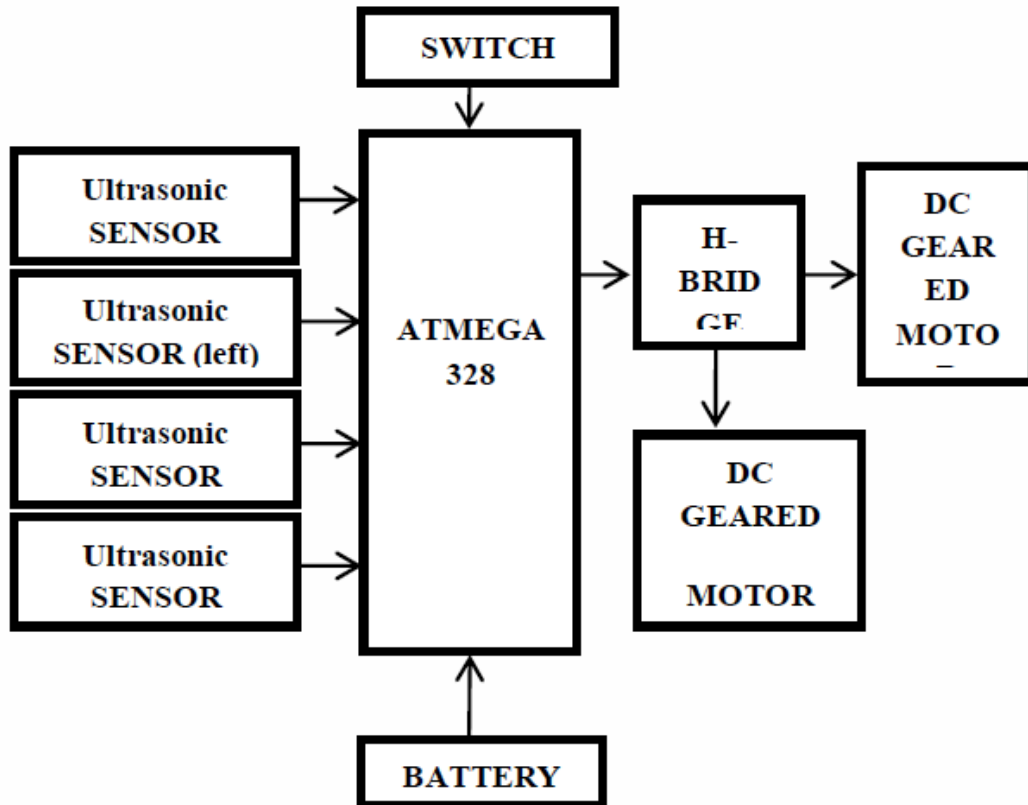 SWITCH
Ultrasonic
SENSOR
Ultrasonic
SENSOR (left)
Ultrasonic
SENSOR
Ultrasonic
SENSOR
ATMEGA
328
H-
BRID
GE
DC
GEAR
ED
MOTO
DC
GEARED
MOTOR
BATTERY